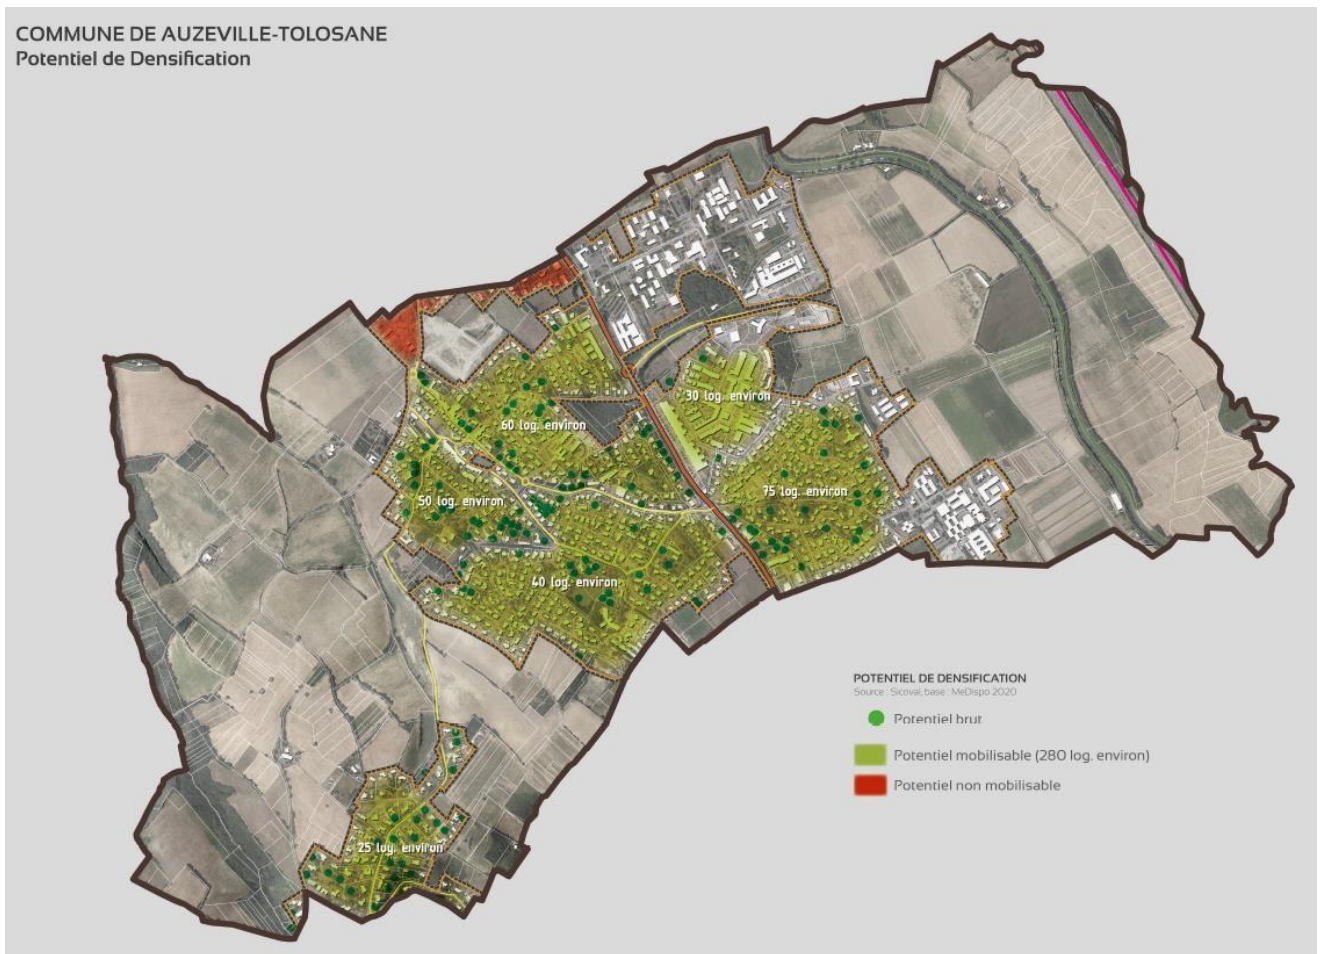 COMMUNE DE AUZEVILLE-TOLOSANE
Potentiel de Densification
30 log. environ
60 log. environ
75 log. environ
50 log. environ
40 log. environ
25 log. environ
POTENTIEL DE DENSIFICATION
Source : Sicoval, base : MeDispo 2020
Potentiel brut
Potentiel mobilisable (280 log. environ)
Potentiel non mobilisable